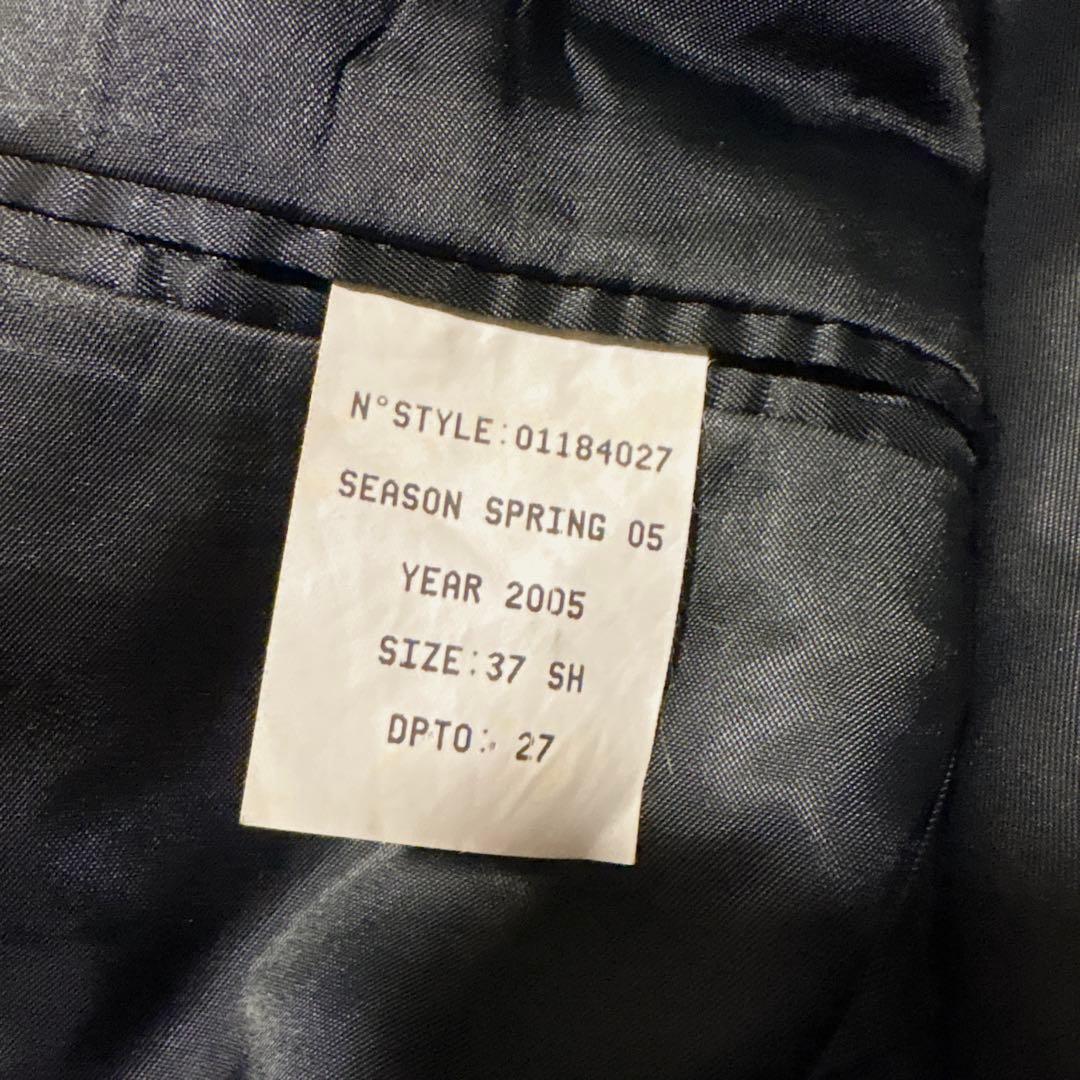 N°STYLE:01184027
SEASON SPRING 05
YEAR 2005
SIZE:37 SH
DPTO: 27